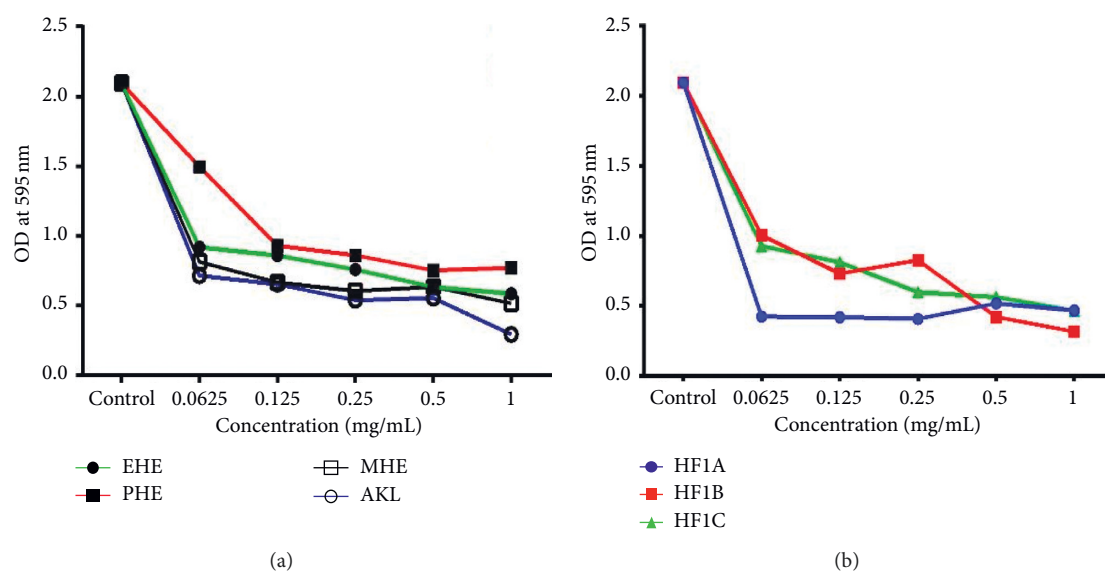 2.5
2.0
1.5
1.0
0.5
0.0
OD at 595 nm
Control 0.0625 0.125 0.25 0.5 1
Concentration (mg/mL)
EHE MHE
PHE AKL
(a)
2.5
2.0
1.5
1.0
0.5
0.0
OD at 595 nm
Control 0.0625 0.125 0.25 0.5 1
Concentration (mg/mL)
HF1A
HF1B
HF1C
(b)